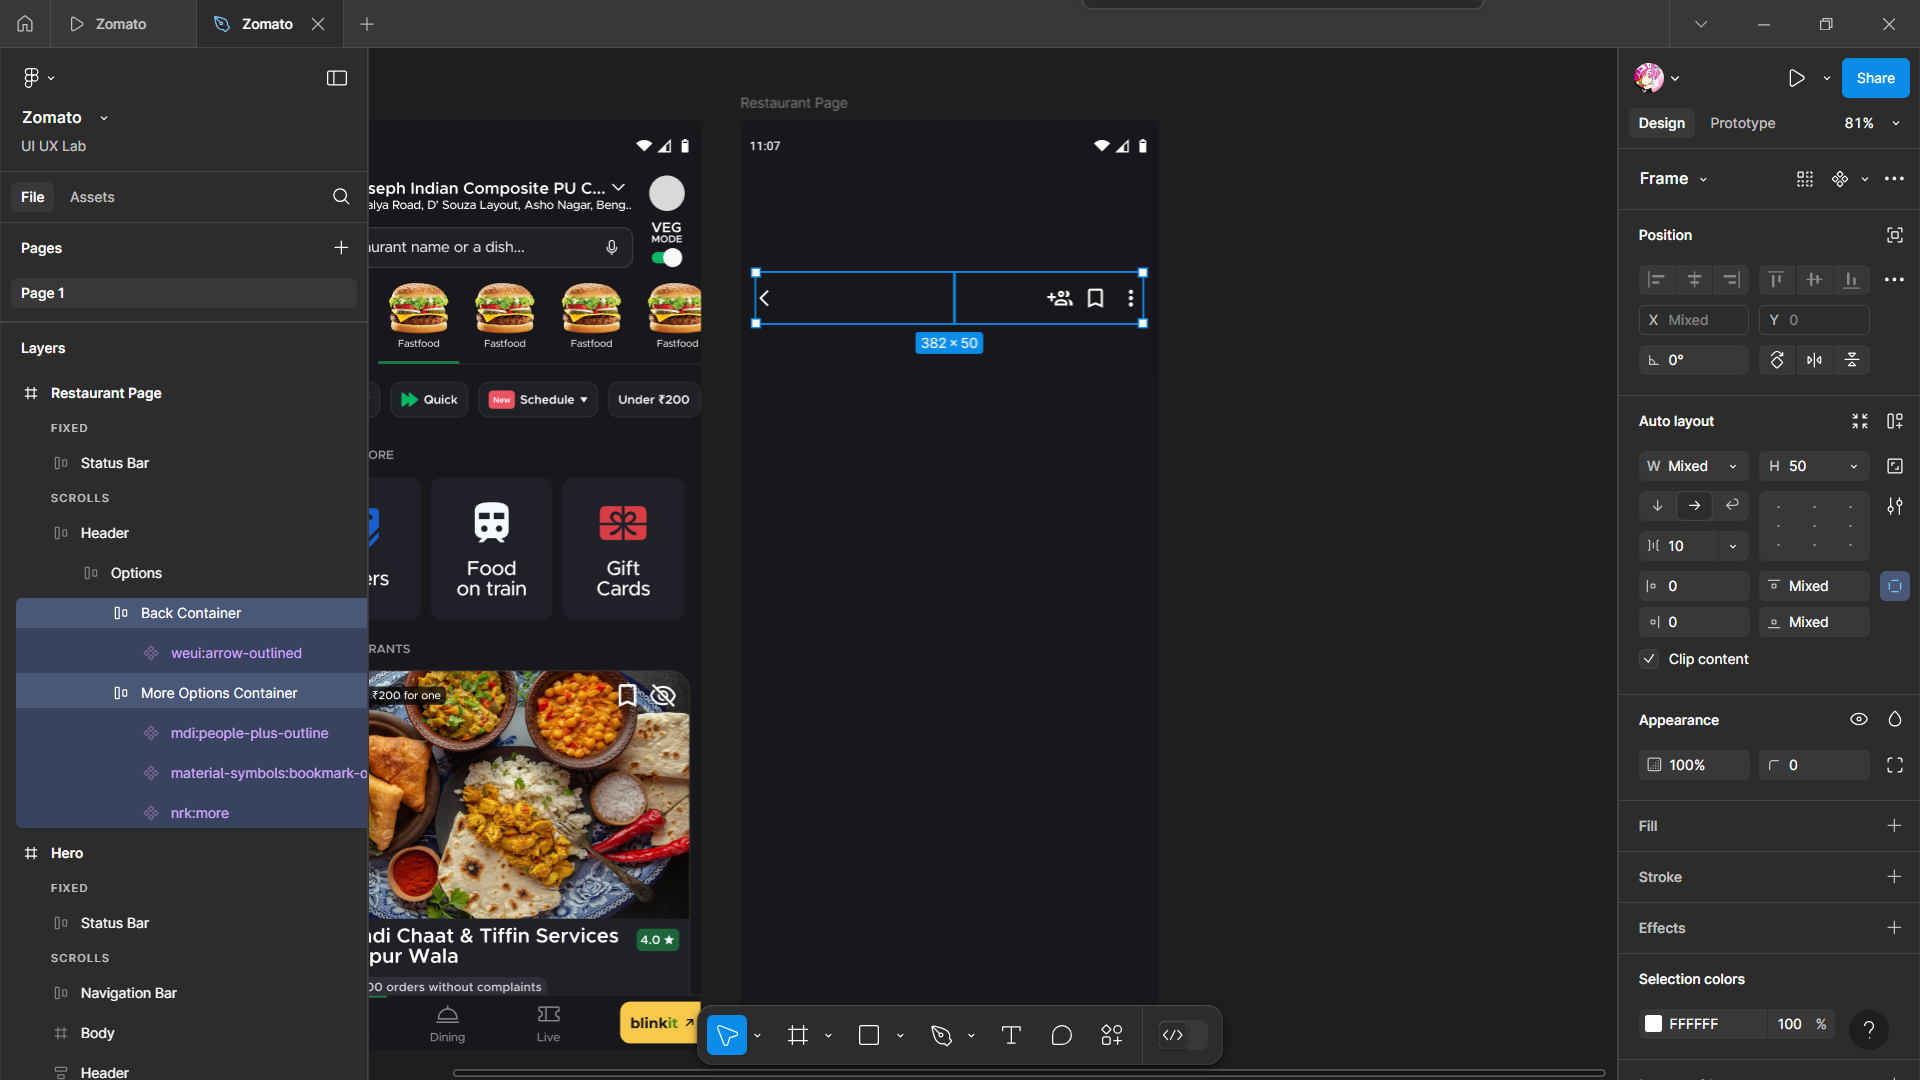 Zomato
Zomato
Zomato
UI UX Lab
File
Assets
Pages
Page 1
Layers
Restaurant Page
FIXED
Status Bar
SCROLLS
Header
Options
Back Container
weui:arrow-outlined
More Options Container
mdi:people-plus-outline
material-symbols:bookmark-o
nrk:more
Hero
FIXED
Status Bar
SCROLLS
Navigation Bar
Body
Header
seph Indian Composite PU C...
alya Road, D' Souza Layout, Asho Nagar, Beng..
VEG
MODE
urant name or a dish...
Fastfood
Fastfood
Fastfood
Fastfood
Quick
New Schedule
Under ₹200
ORE
ers
Food
on train
Gift
Cards
RANTS
₹200 for one
di Chaat & Tiffin Services
pur Wala
4.0 ★
00 orders without complaints
Dining
Live
blinkit
Restaurant Page
11:07
382 × 50
Share
Design
Prototype
81%
Frame
Position
X Mixed
Y 0
0°
Auto layout
W Mixed
H 50
10
0
Mixed
0
Mixed
Clip content
Appearance
100%
0
Fill
Stroke
Effects
Selection colors
FFFFFF
100 %
?